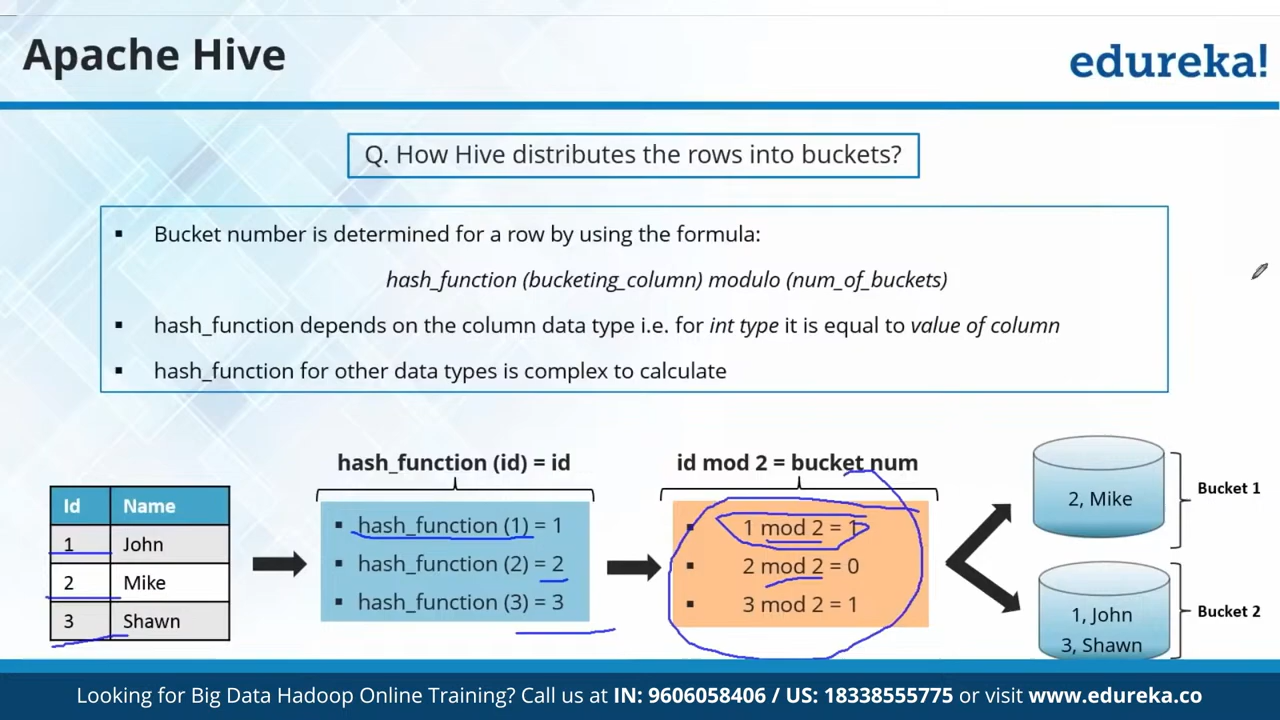 Apache Hive
edureka!
Q. How Hive distributes the rows into buckets?
▪ Bucket number is determined for a row by using the formula:
hash_function (bucketing_column) modulo (num_of_buckets)
▪ hash_function depends on the column data type i.e. for int type it is equal to value of column
▪ hash_function for other data types is complex to calculate
Id Name
1 John
2 Mike
3 Shawn
hash_function (id) = id
▪ hash_function (1) = 1
▪ hash_function (2) = 2
▪ hash_function (3) = 3
id mod 2 = bucket num
▪ 1 mod 2 = 1
▪ 2 mod 2 = 0
▪ 3 mod 2 = 1
2, Mike
Bucket 1
1, John
3, Shawn
Bucket 2
Looking for Big Data Hadoop Online Training? Call us at IN: 9606058406 / US: 18338555775 or visit www.edureka.co